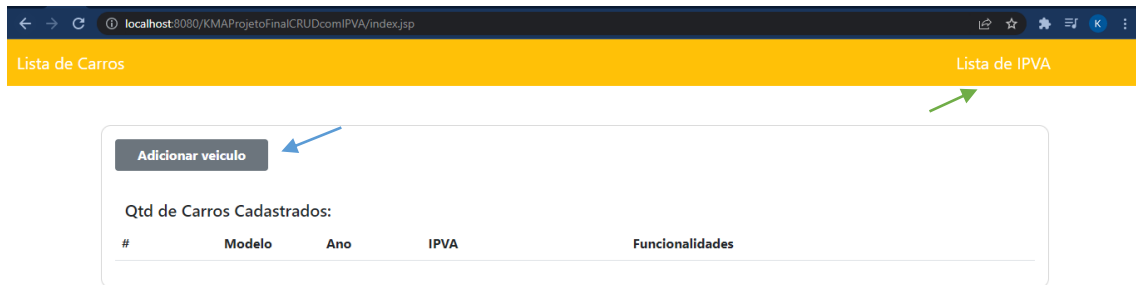 localhost:8080/KMAProjetoFinalCRUDcomIPVA/index.jsp
K
Lista de Carros Lista de IPVA
Adicionar veiculo
Qtd de Carros Cadastrados:
# Modelo Ano IPVA Funcionalidades